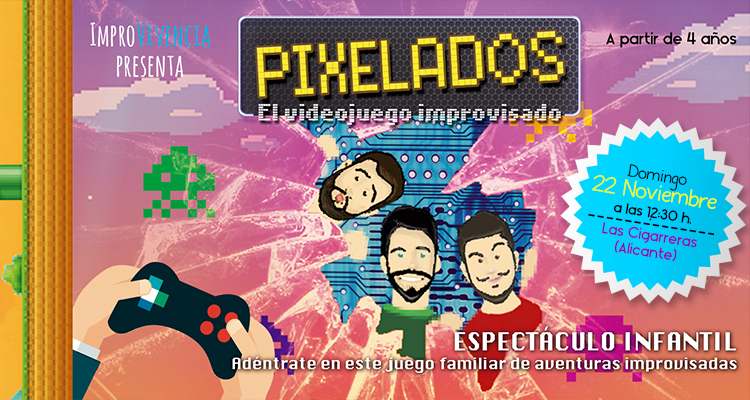 ImproVivencia
PRESENTA
PIXELADOS
El videojuego improvisado
A partir de 4 años
Domingo
22 Noviembre
a las 12:30 h.
Las Cigarreras
(Alicante)
ESPECTÁCULO INFANTIL
Adéntrate en este juego familiar de aventuras improvisadas